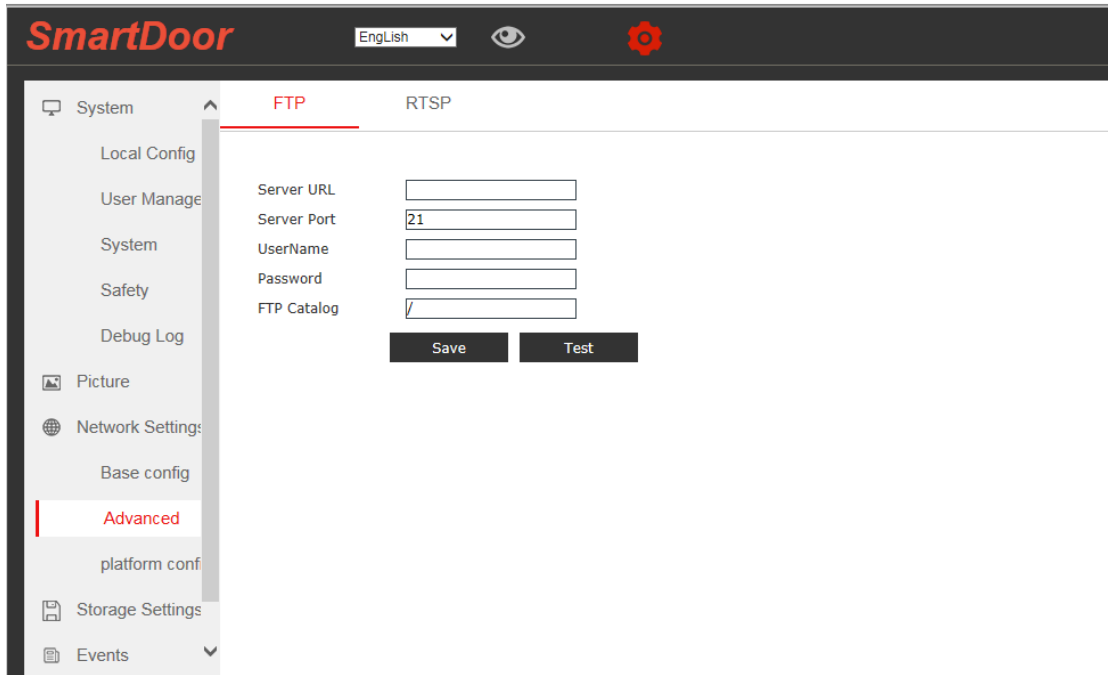 SmartDoor
EngLish
System
Local Config
User Manage
System
Safety
Debug Log
Picture
Network Settings
Base config
Advanced
platform confi
Storage Settings
Events
FTP RTSP
Server URL
Server Port 21
UserName
Password
FTP Catalog /
Save Test